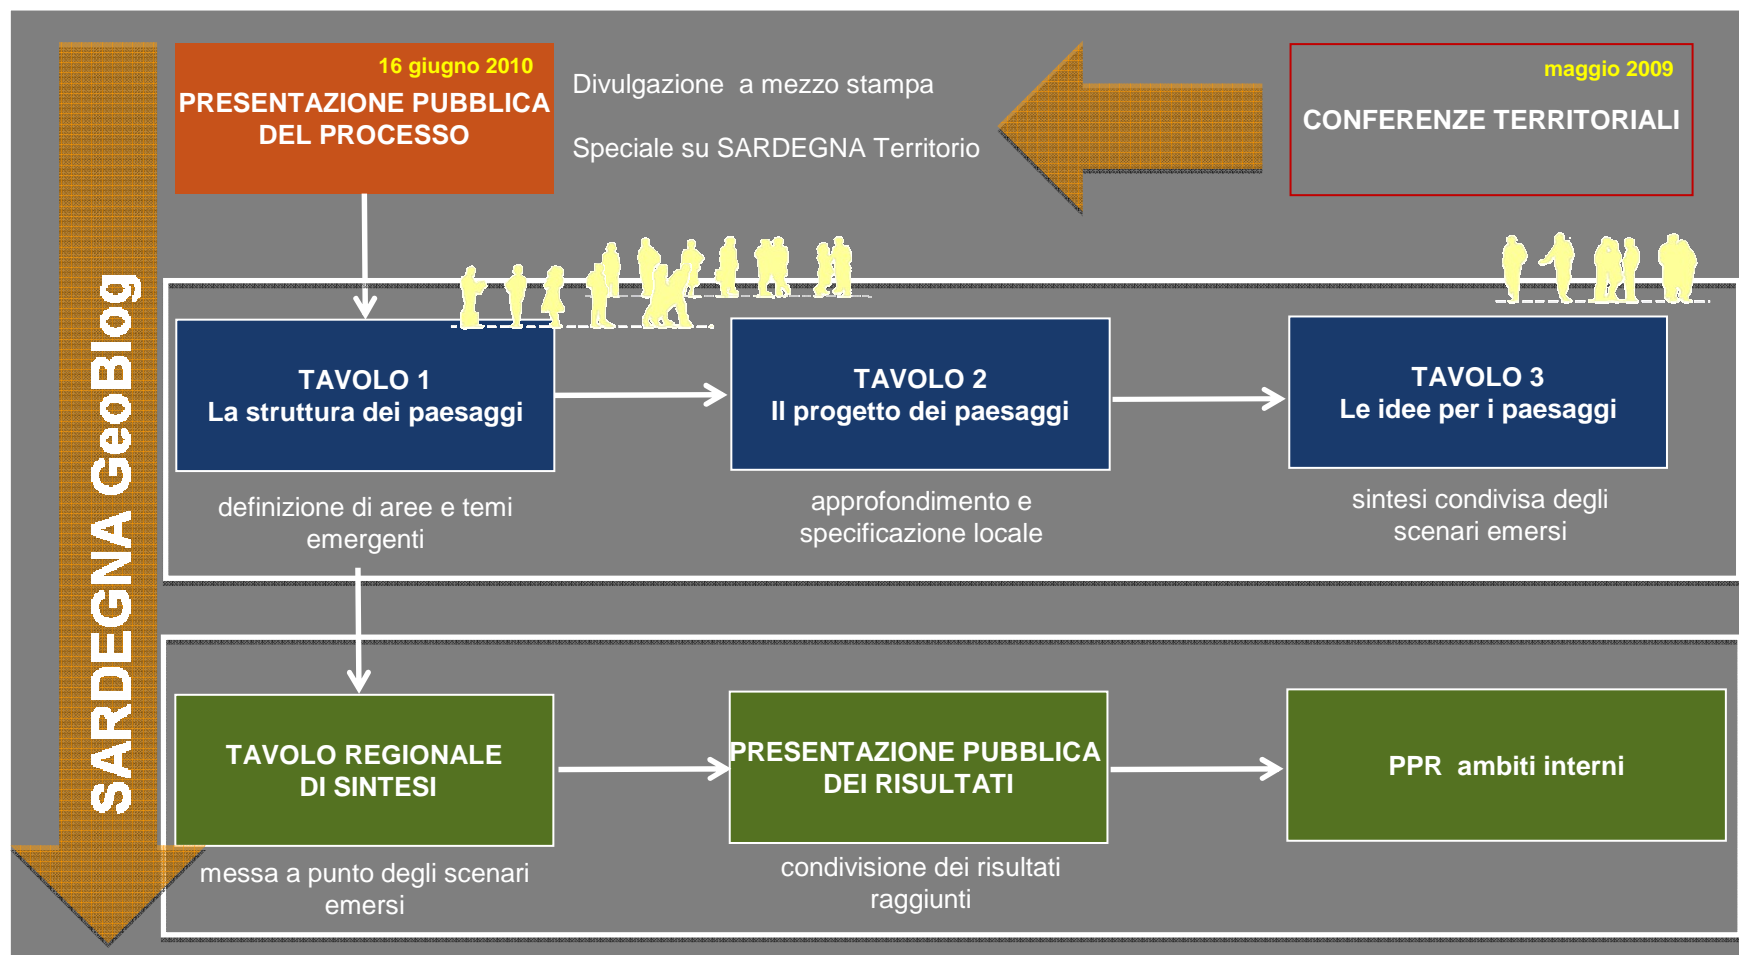 SARDEGNA GeoBlog
16 giugno 2010
PRESENTAZIONE PUBBLICA
DEL PROCESSO
Divulgazione a mezzo stampa
Speciale su SARDEGNA Territorio
maggio 2009
CONFERENZE TERRITORIALI
TAVOLO 1
La struttura dei paesaggi
definizione di aree e temi
emergenti
TAVOLO 2
Il progetto dei paesaggi
approfondimento e
specificazione locale
TAVOLO 3
Le idee per i paesaggi
sintesi condivisa degli
scenari emersi
TAVOLO REGIONALE
DI SINTESI
messa a punto degli scenari
emersi
PRESENTAZIONE PUBBLICA
DEI RISULTATI
condivisione dei risultati
raggiunti
PPR ambiti interni